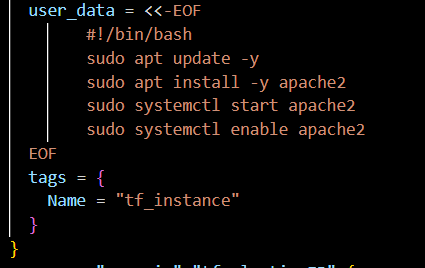 user_data = <<-EOF
#!/bin/bash
sudo apt update -y
sudo apt install -y apache2
sudo systemctl start apache2
sudo systemctl enable apache2
EOF
tags = {
Name = "tf_instance"
}
}